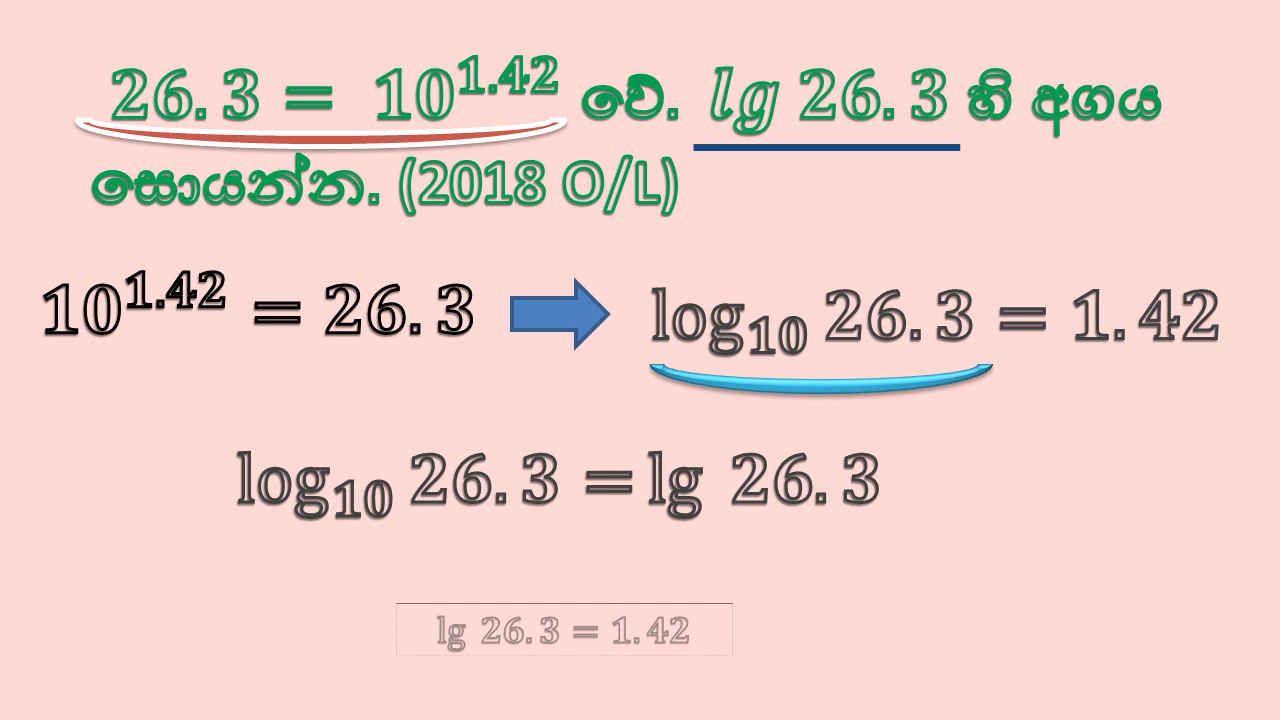 26.3 = 10^1.42 වේ. lg 26.3 හි අගය
සොයන්න. (2018 O/L)
10^1.42 = 26.3 log₁₀ 26.3 = 1.42
log₁₀ 26.3 = lg 26.3
lg 26.3 = 1.42